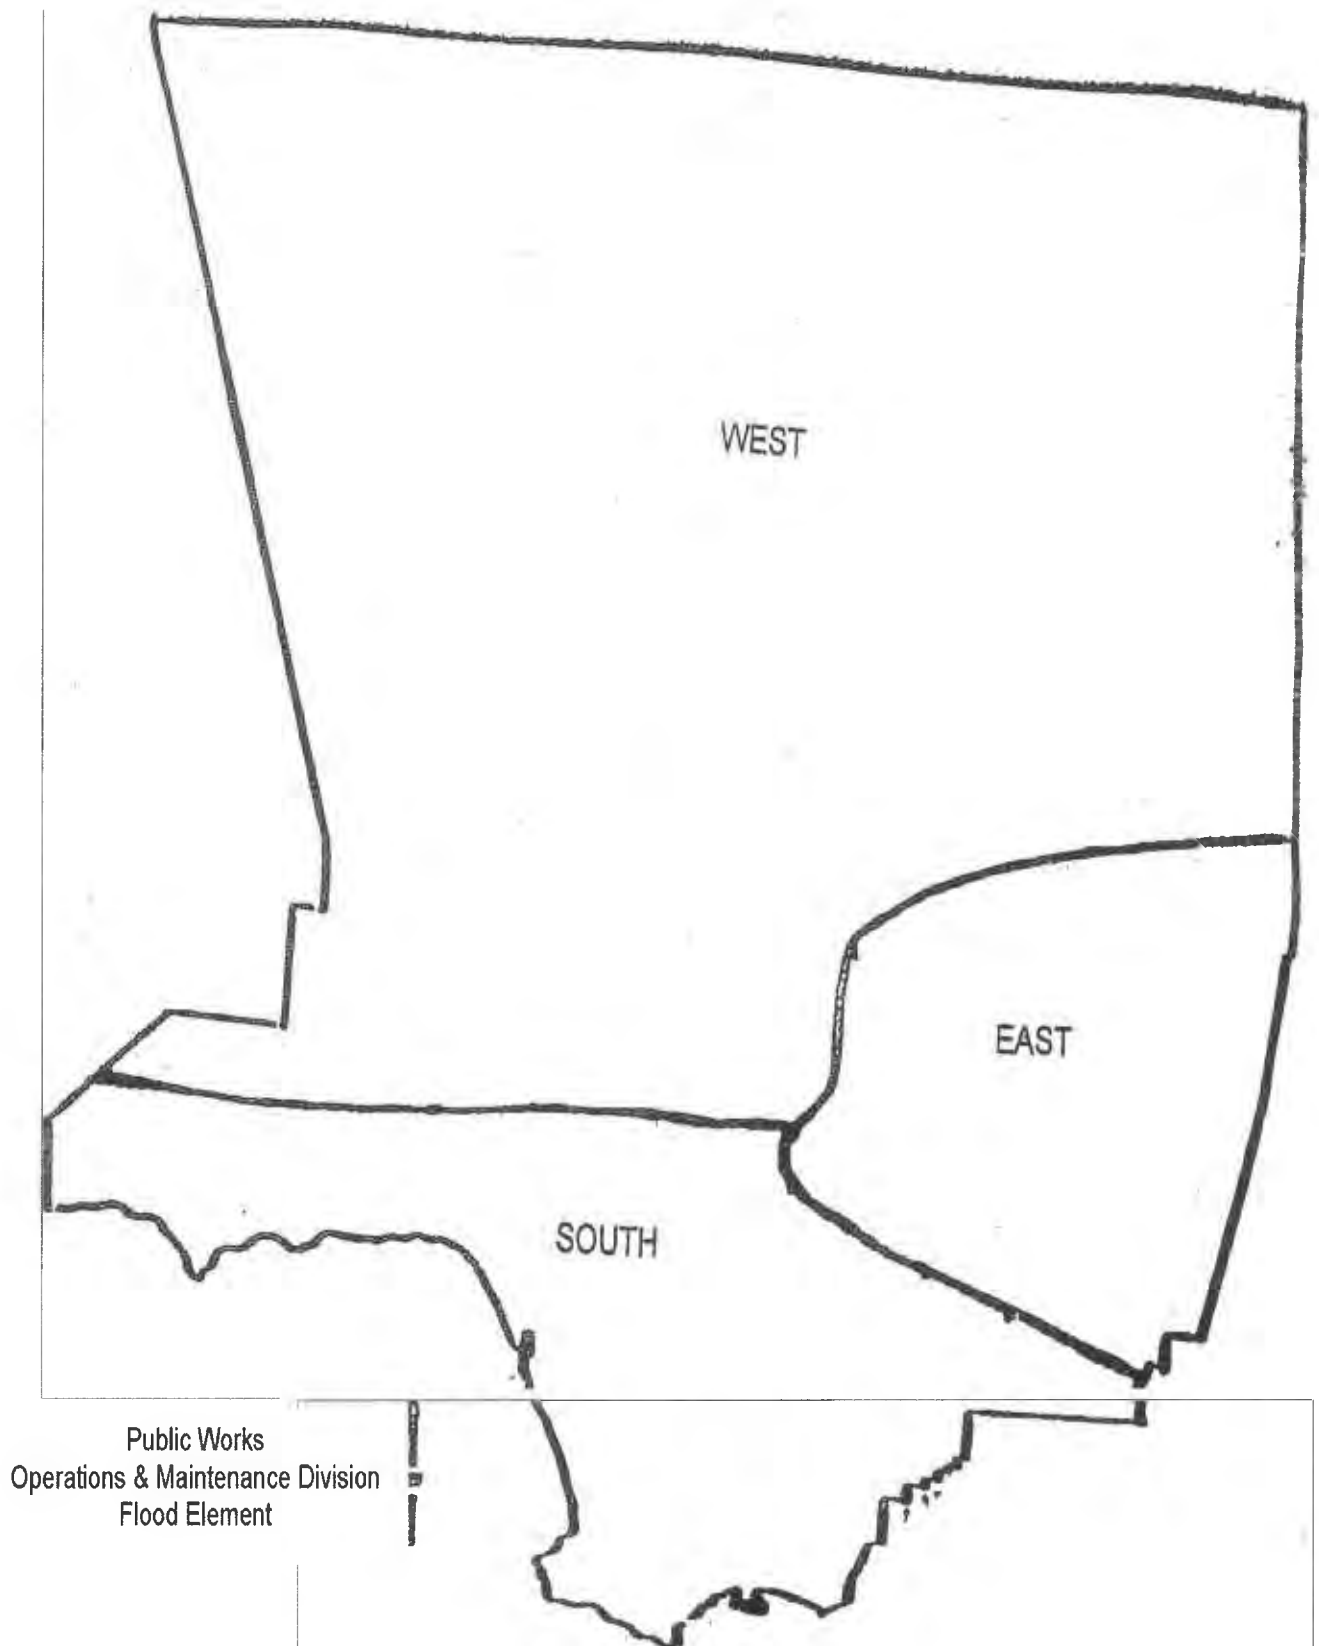 WEST
EAST
SOUTH
Public Works
Operations & Maintenance Division
Flood Element